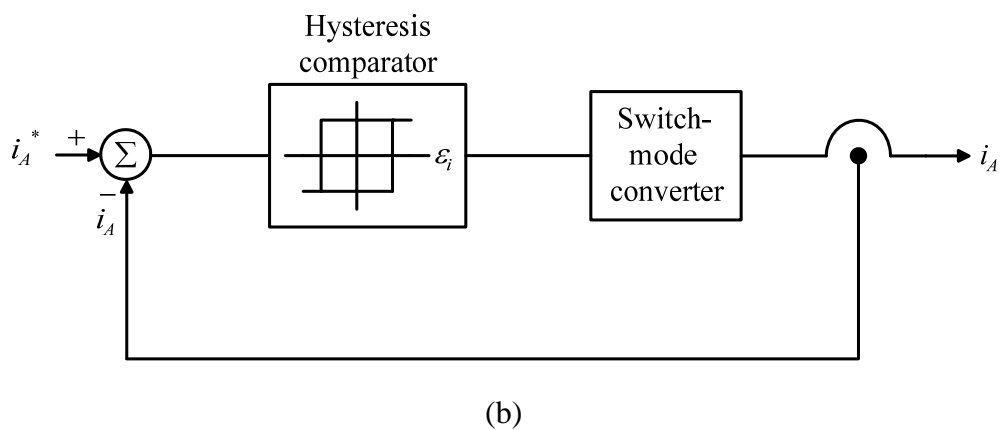 Hysteresis
comparator
i_A^* +
Σ
−
i_A
ε_i
Switch-
mode
converter
i_A
(b)